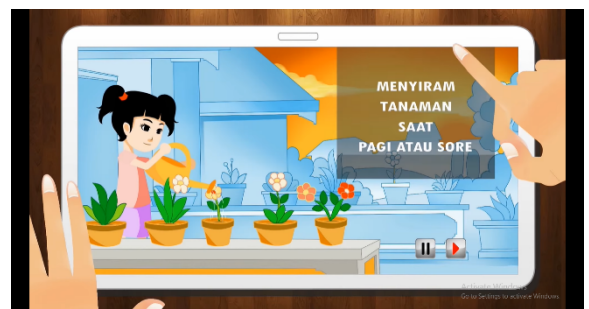 MENYIRAM
TANAMAN
SAAT
PAGI ATAU SORE
Activate Windows
Go to Settings to activate Windows.